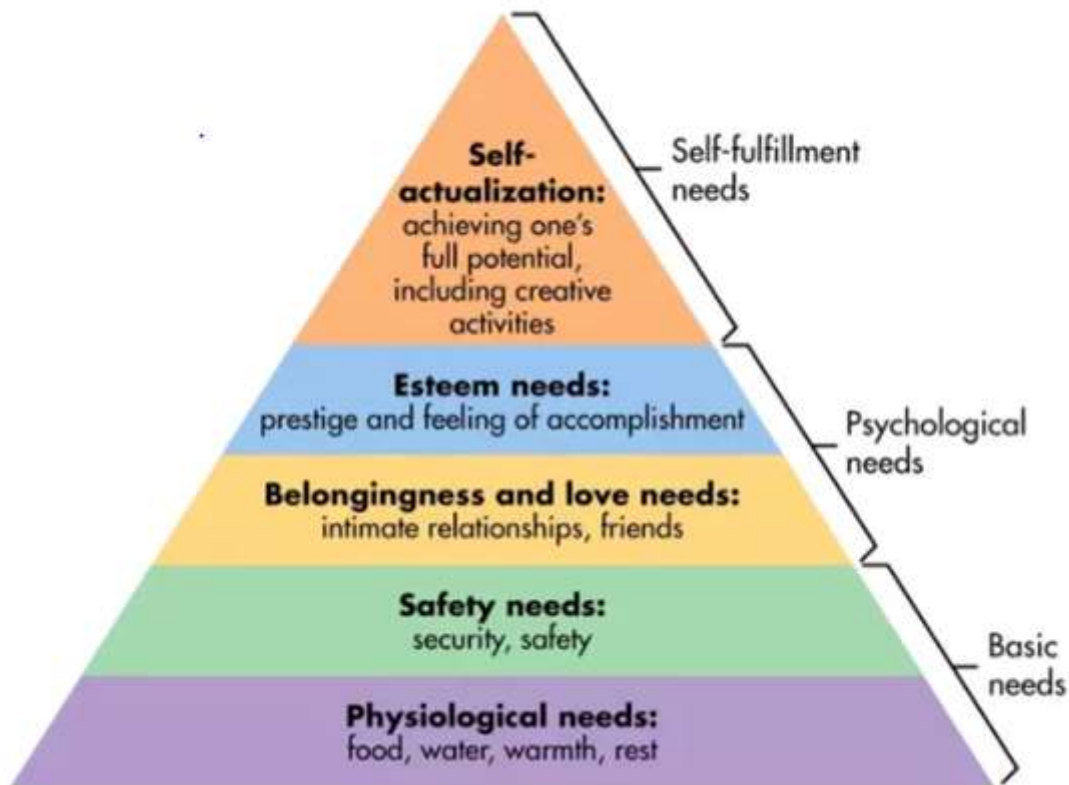 Self-
actualization:
achieving one's
full potential,
including creative
activities
Self-fulfillment
needs
Esteem needs:
prestige and feeling of accomplishment
Psychological
needs
Belongingness and love needs:
intimate relationships, friends
Safety needs:
security, safety
Basic
needs
Physiological needs:
food, water, warmth, rest